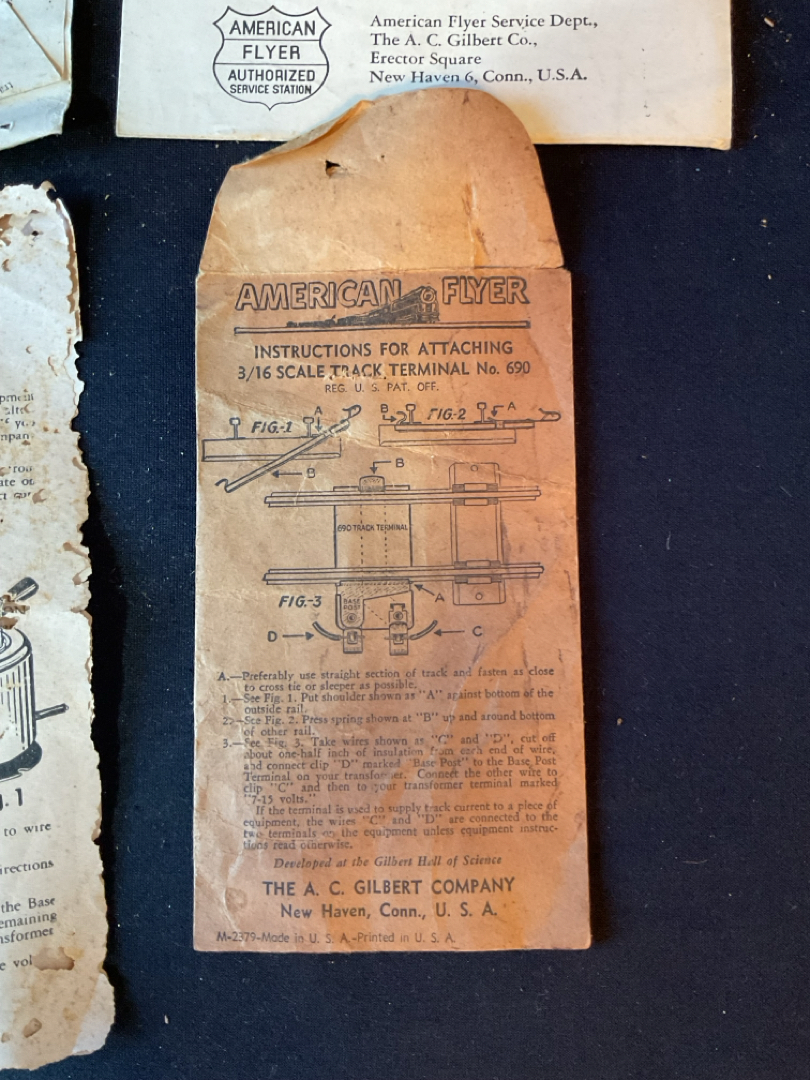 AMERICAN
FLYER
AUTHORIZED
SERVICE STATION
American Flyer Service Dept.,
The A. C. Gilbert Co.,
Erector Square
New Haven 6, Conn., U.S.A.
AMERICAN FLYER
INSTRUCTIONS FOR ATTACHING
3/16 SCALE TRACK TERMINAL No. 690
REG. U. S. PAT. OFF.
FIG.-1 A B
B FIG-2 A
B
690 TRACK TERMINAL
FIG.-3 BASE POST A
D C
A.—Preferably use straight section of track and fasten as close
to cross tie or sleeper as possible.
1.—See Fig. 1. Put shoulder shown as "A" against bottom of the
outside rail.
2.—See Fig. 2. Press spring shown at "B" up and around bottom
of other rail.
3.—See Fig. 3. Take wires shown as "C" and "D", cut off
about one-half inch of insulation from each end of wire,
and connect clip "D" marked "Base Post" to the Base Post
Terminal on your transformer. Connect the other wire to
clip "C" and then to your transformer terminal marked
"7-15 volts."
If the terminal is used to supply track current to a piece of
equipment, the wires "C" and "D" are connected to the
two terminals on the equipment unless equipment instruc-
tions read otherwise.
Developed at the Gilbert Hall of Science
THE A. C. GILBERT COMPANY
New Haven, Conn., U. S. A.
M-2379-Made in U. S. A.-Printed in U. S. A.
1
to wire
irections
the Base
emaining
nsformer
e vol